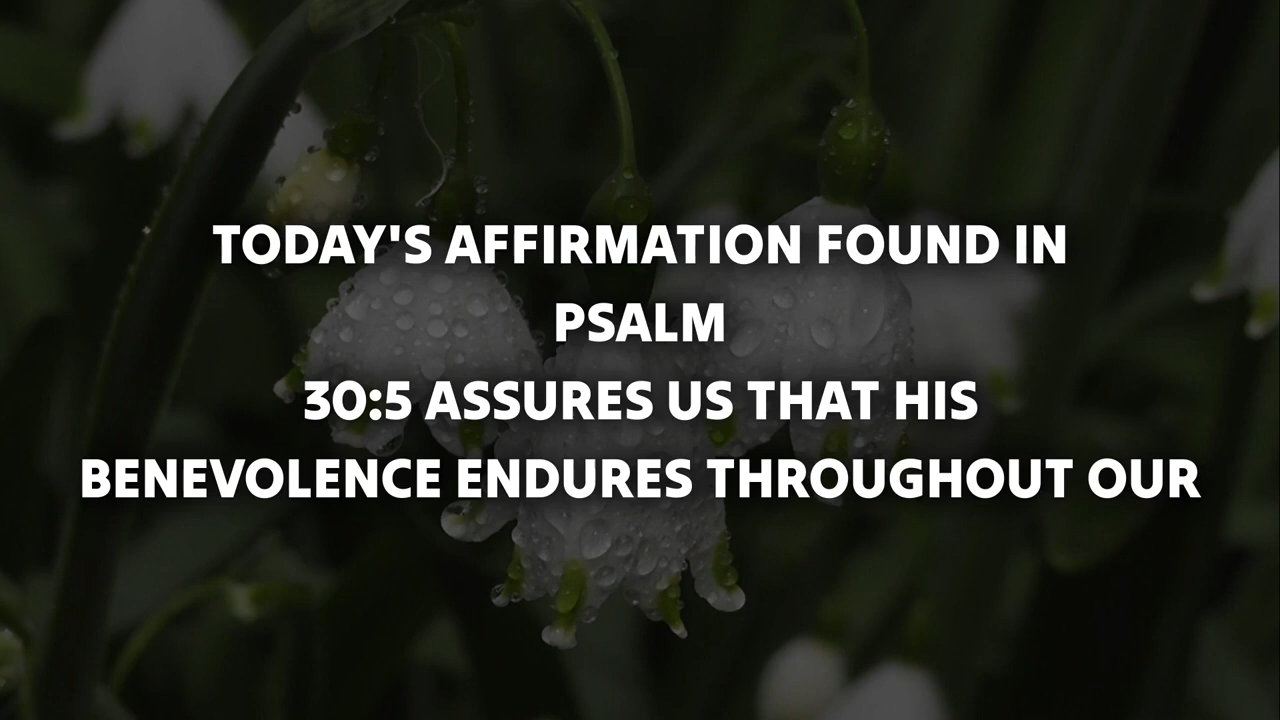 TODAY'S AFFIRMATION FOUND IN
PSALM
30:5 ASSURES US THAT HIS
BENEVOLENCE ENDURES THROUGHOUT OUR